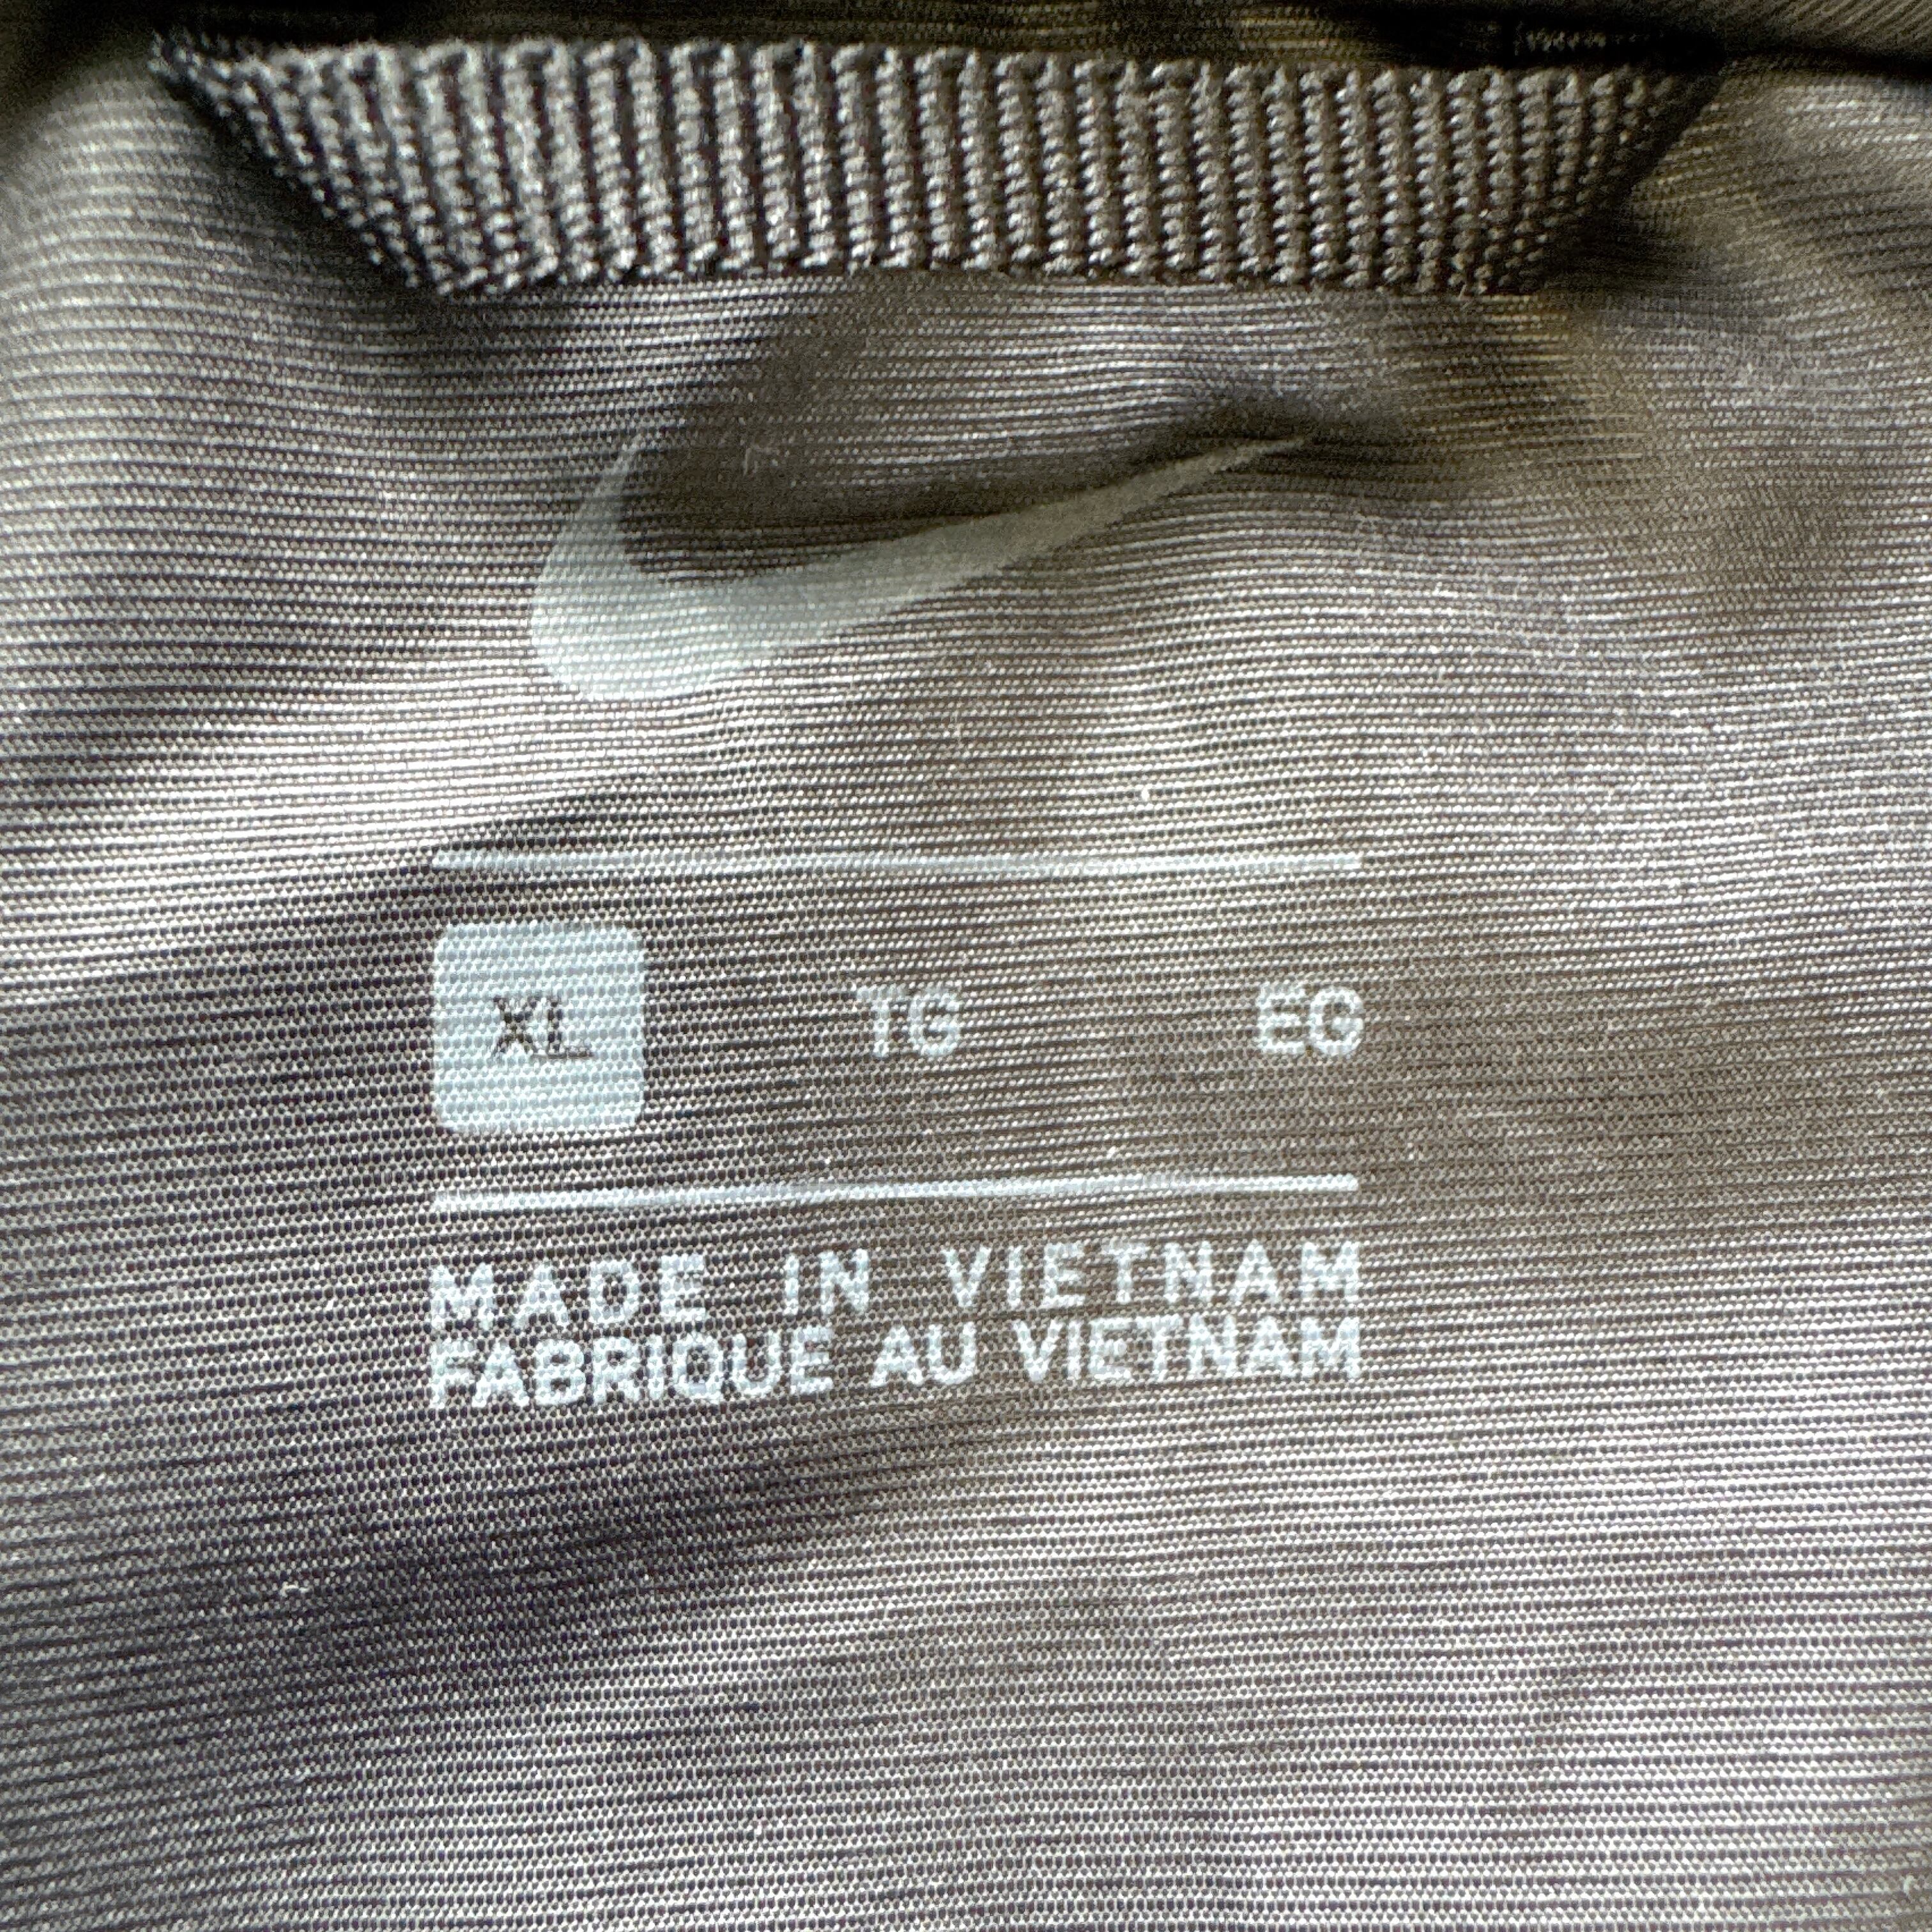 XL TG EG
MADE IN VIETNAM
FABRIQUE AU VIETNAM